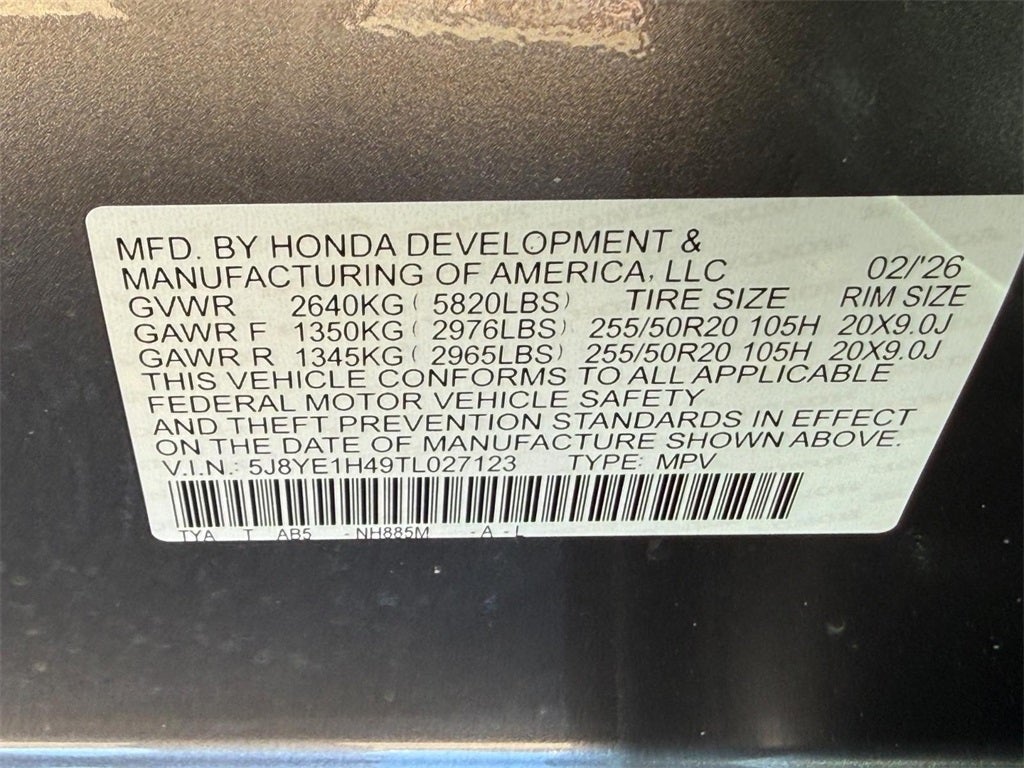 MFD. BY HONDA DEVELOPMENT &
MANUFACTURING OF AMERICA, LLC 02/'26
GVWR 2640KG ( 5820LBS) TIRE SIZE RIM SIZE
GAWR F 1350KG ( 2976LBS) 255/50R20 105H 20X9.0J
GAWR R 1345KG ( 2965LBS) 255/50R20 105H 20X9.0J
THIS VEHICLE CONFORMS TO ALL APPLICABLE
FEDERAL MOTOR VEHICLE SAFETY
AND THEFT PREVENTION STANDARDS IN EFFECT
ON THE DATE OF MANUFACTURE SHOWN ABOVE.
V.I.N.: 5J8YE1H49TL027123 TYPE: MPV
TYA T AB5 - NH885M - A - L